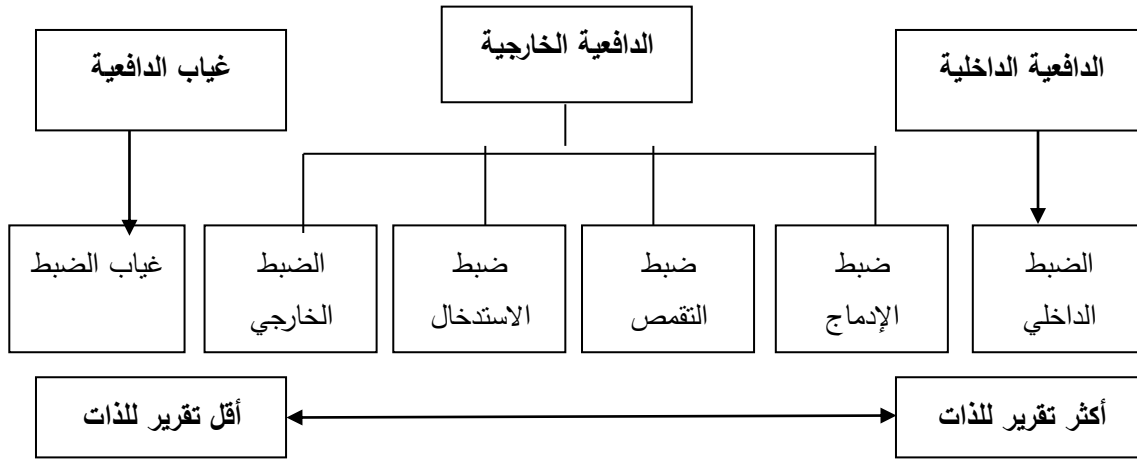 الدافعية الداخلية
الدافعية الخارجية
غياب الدافعية
الضبط
الداخلي
ضبط
الإدماج
ضبط
التقمص
ضبط
الاستدخال
الضبط
الخارجي
غياب الضبط
أكثر تقرير للذات
أقل تقرير للذات